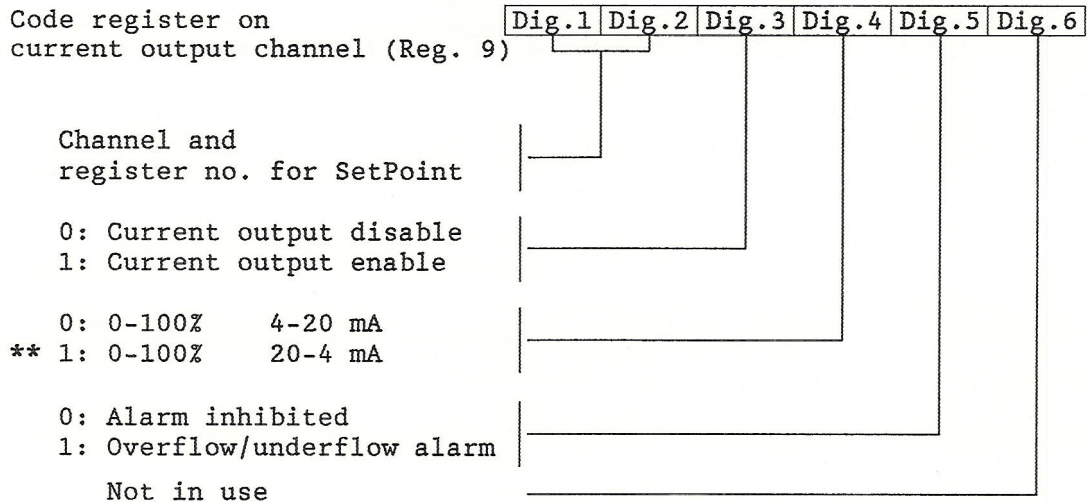 Code register on
Dig.1 Dig.2 Dig.3 Dig.4 Dig.5 Dig.6
current output channel (Reg. 9)
Channel and
register no. for SetPoint
0: Current output disable
1: Current output enable
0: 0-100% 4-20 mA
** 1: 0-100% 20-4 mA
0: Alarm inhibited
1: Overflow/underflow alarm
Not in use